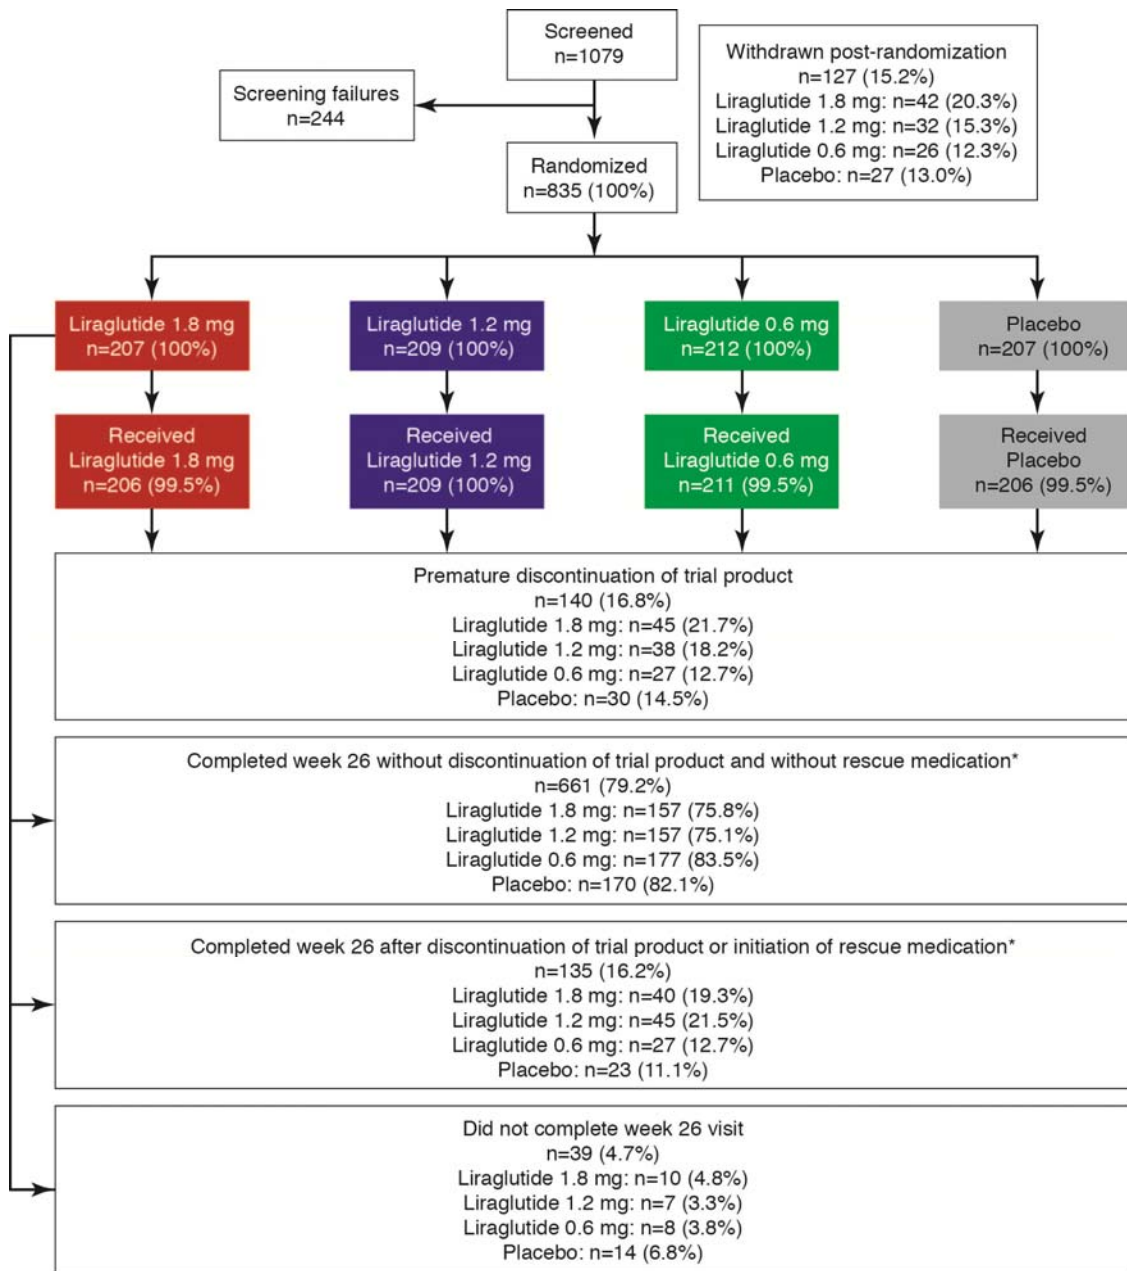 Screened
n=1079
Withdrawn post-randomization
n=127 (15.2%)
Liraglutide 1.8 mg: n=42 (20.3%)
Liraglutide 1.2 mg: n=32 (15.3%)
Liraglutide 0.6 mg: n=26 (12.3%)
Placebo: n=27 (13.0%)
Screening failures
n=244
Randomized
n=835 (100%)
Liraglutide 1.8 mg
n=207 (100%)
Liraglutide 1.2 mg
n=209 (100%)
Liraglutide 0.6 mg
n=212 (100%)
Placebo
n=207 (100%)
Received
Liraglutide 1.8 mg
n=206 (99.5%)
Received
Liraglutide 1.2 mg
n=209 (100%)
Received
Liraglutide 0.6 mg
n=211 (99.5%)
Received
Placebo
n=206 (99.5%)
Premature discontinuation of trial product
n=140 (16.8%)
Liraglutide 1.8 mg: n=45 (21.7%)
Liraglutide 1.2 mg: n=38 (18.2%)
Liraglutide 0.6 mg: n=27 (12.7%)
Placebo: n=30 (14.5%)
Completed week 26 without discontinuation of trial product and without rescue medication*
n=661 (79.2%)
Liraglutide 1.8 mg: n=157 (75.8%)
Liraglutide 1.2 mg: n=157 (75.1%)
Liraglutide 0.6 mg: n=177 (83.5%)
Placebo: n=170 (82.1%)
Completed week 26 after discontinuation of trial product or initiation of rescue medication*
n=135 (16.2%)
Liraglutide 1.8 mg: n=40 (19.3%)
Liraglutide 1.2 mg: n=45 (21.5%)
Liraglutide 0.6 mg: n=27 (12.7%)
Placebo: n=23 (11.1%)
Did not complete week 26 visit
n=39 (4.7%)
Liraglutide 1.8 mg: n=10 (4.8%)
Liraglutide 1.2 mg: n=7 (3.3%)
Liraglutide 0.6 mg: n=8 (3.8%)
Placebo: n=14 (6.8%)